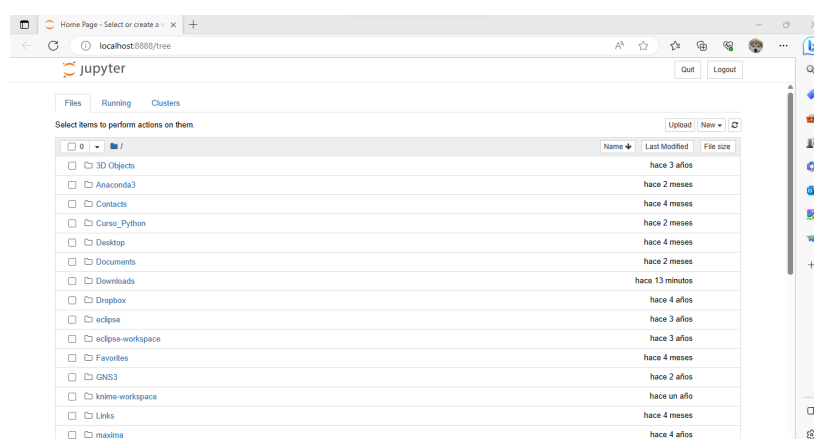 Home Page - Select or create a n
localhost:8888/tree
jupyter
Quit Logout
Files Running Clusters
Select items to perform actions on them.
Upload New
0 /
Name Last Modified File size
3D Objects hace 3 años
Anaconda3 hace 2 meses
Contacts hace 4 meses
Curso_Python hace 2 meses
Desktop hace 4 meses
Documents hace 2 meses
Downloads hace 13 minutos
Dropbox hace 4 años
eclipse hace 3 años
eclipse-workspace hace 3 años
Favorites hace 4 meses
GNS3 hace 2 años
knime-workspace hace un año
Links hace 4 meses
maxima hace 4 años